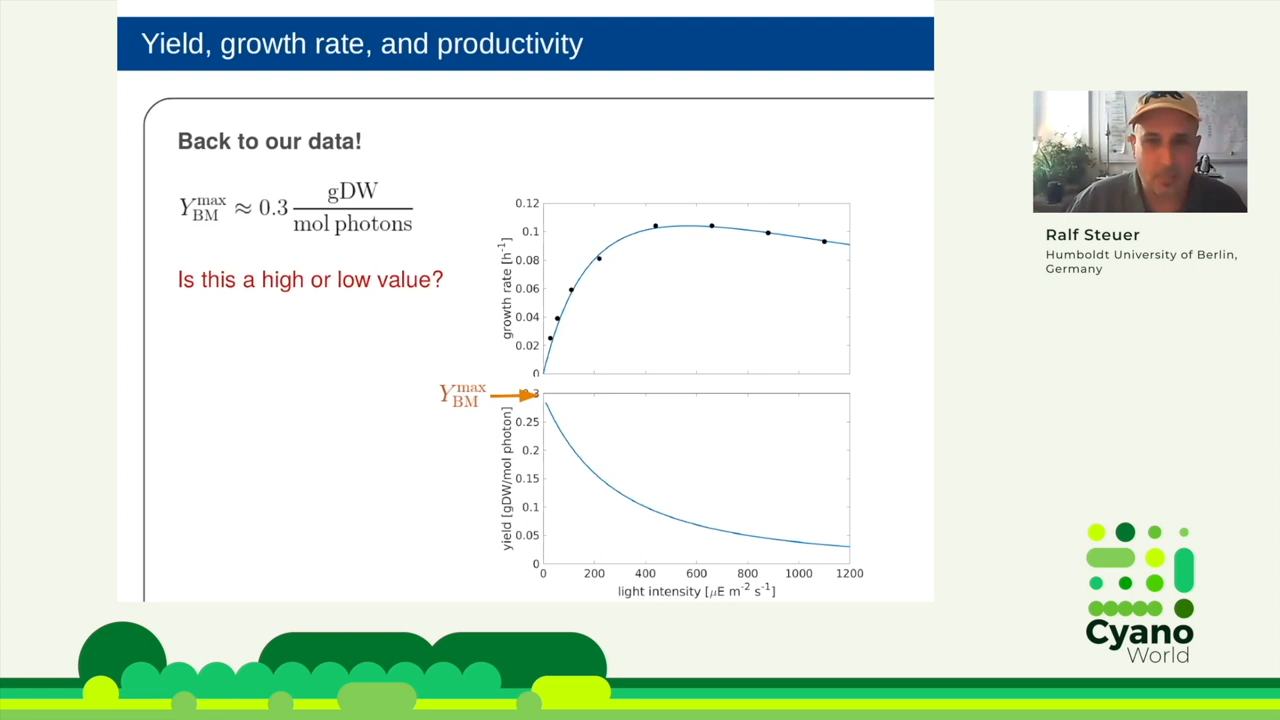 Yield, growth rate, and productivity
Back to our data!
Y_BM^max ≈ 0.3 gDW / mol photons
Is this a high or low value?
0.12
0.1
0.08
0.06
0.04
0.02
0
growth rate [h^-1]
Y_BM^max
0.3
0.25
0.2
0.15
0.1
0.05
0
yield [gDW/mol photon]
0 200 400 600 800 1000 1200
light intensity [μE m^-2 s^-1]
Ralf Steuer
Humboldt University of Berlin,
Germany
Cyano
World